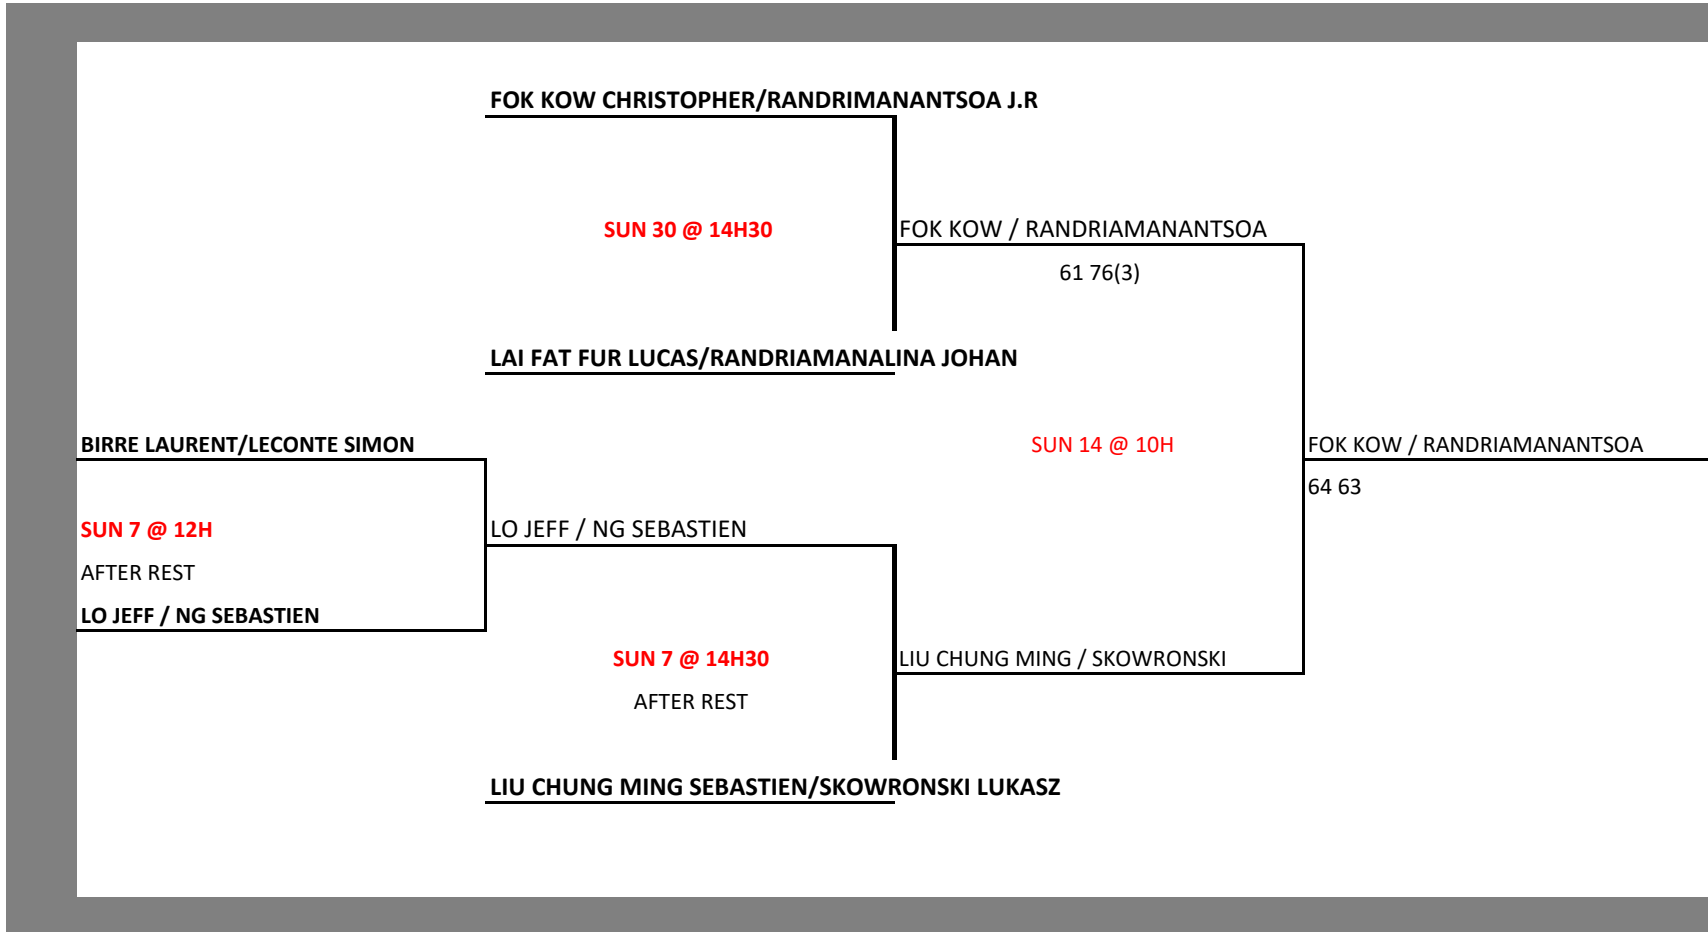 FOK KOW CHRISTOPHER/RANDRIMANANTSOA J.R
SUN 30 @ 14H30
FOK KOW / RANDRIAMANANTSOA
61 76(3)
LAI FAT FUR LUCAS/RANDRIAMANALINA JOHAN
BIRRE LAURENT/LECONTE SIMON
SUN 14 @ 10H
FOK KOW / RANDRIAMANANTSOA
64 63
SUN 7 @ 12H
LO JEFF / NG SEBASTIEN
AFTER REST
LO JEFF / NG SEBASTIEN
SUN 7 @ 14H30
LIU CHUNG MING / SKOWRONSKI
AFTER REST
LIU CHUNG MING SEBASTIEN/SKOWRONSKI LUKASZ